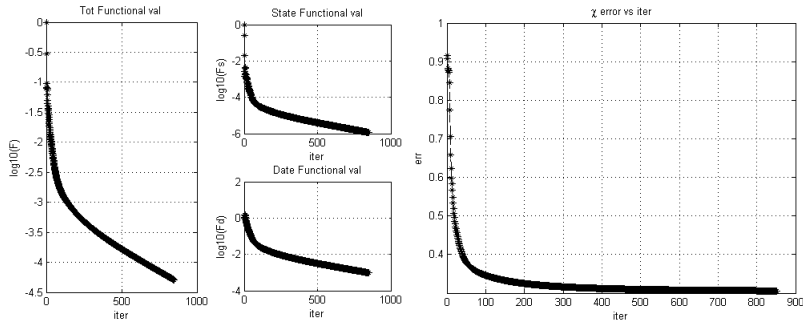 Tot Functional val
log10(F)
0
-0.5
-1
-1.5
-2
-2.5
-3
-3.5
-4
-4.5
0 500 1000
iter
State Functional val
log10(Fs)
0
-2
-4
-6
0 500 1000
iter
Date Functional val
log10(Fd)
2
0
-2
-4
0 500 1000
iter
χ error vs iter
err
1
0.9
0.8
0.7
0.6
0.5
0.4
0 100 200 300 400 500 600 700 800 900
iter